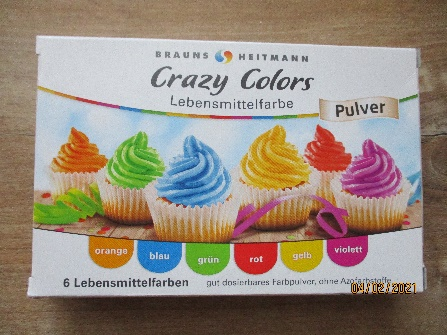 BRAUNS HEITMANN
Crazy Colors
Lebensmittelfarbe
Pulver
orange
blau
grün
rot
gelb
violett
6 Lebensmittelfarben
gut dosierbares Farbpulver, ohne Azofarbstoffe
04/02/2021